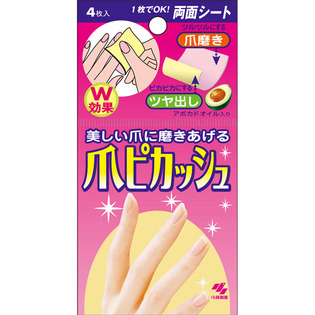 4枚入
1枚でOK!両面シート
ツルツルにする
爪磨き
W
効果
ピカピカにする
ツヤ出し
アボカドオイル入り
美しい爪に磨きあげる
爪ピカッシュ
小林製薬